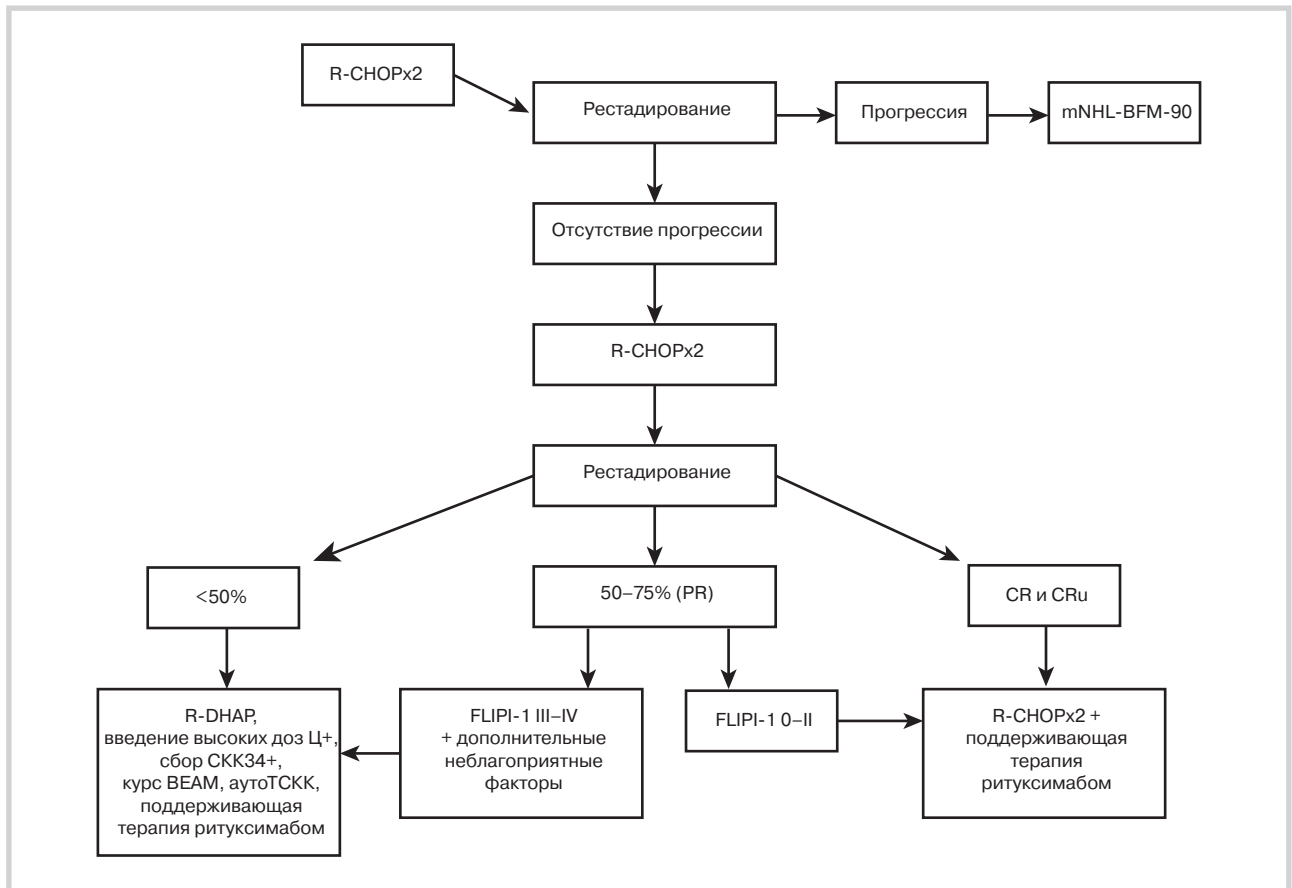 R-CHOPx2
Рестадирование
Прогрессия
mNHL-BFM-90
Отсутствие прогрессии
R-CHOPx2
Рестадирование
<50%
50–75% (PR)
CR и CRu
R-DHAP,
введение высоких доз Ц+,
сбор СКК34+,
курс BEAM, аутоТСКК,
поддерживающая
терапия ритуксимабом
FLIPI-1 III–IV
+ дополнительные
неблагоприятные
факторы
FLIPI-1 0–II
R-CHOPx2 +
поддерживающая
терапия
ритуксимабом